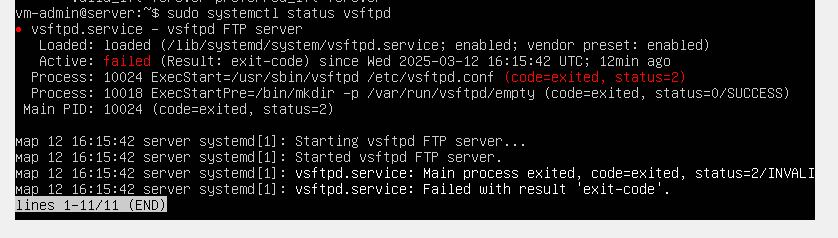 vm-admin@server:~$ sudo systemctl status vsftpd
● vsftpd.service – vsftpd FTP server
Loaded: loaded (/lib/systemd/system/vsftpd.service; enabled; vendor preset: enabled)
Active: failed (Result: exit-code) since Wed 2025-03-12 16:15:42 UTC; 12min ago
Process: 10024 ExecStart=/usr/sbin/vsftpd /etc/vsftpd.conf (code=exited, status=2)
Process: 10018 ExecStartPre=/bin/mkdir -p /var/run/vsftpd/empty (code=exited, status=0/SUCCESS)
Main PID: 10024 (code=exited, status=2)
мар 12 16:15:42 server systemd[1]: Starting vsftpd FTP server...
мар 12 16:15:42 server systemd[1]: Started vsftpd FTP server.
мар 12 16:15:42 server systemd[1]: vsftpd.service: Main process exited, code=exited, status=2/INVALI
мар 12 16:15:42 server systemd[1]: vsftpd.service: Failed with result 'exit-code'.
lines 1-11/11 (END)